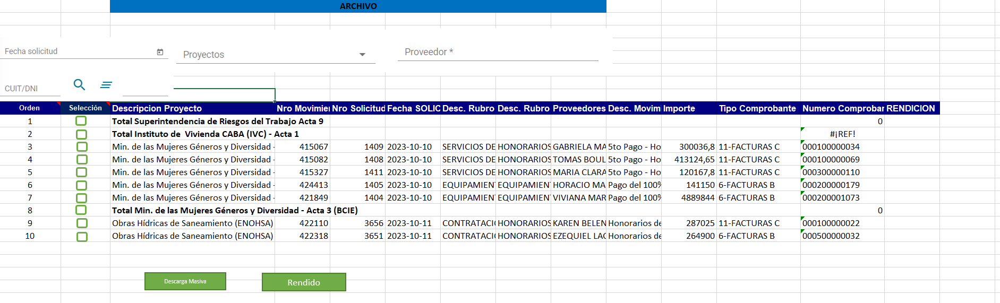 ARCHIVO
Fecha solicitud
Proyectos
Proveedor *
CUIT/DNI
Orden Selección Descripcion Proyecto Nro Movimier Nro Solicitud Fecha SOLIC Desc. Rubro Desc. Rubro Proveedores Desc. Movimi Importe Tipo Comprobante Numero Comprobar RENDICION
1 Total Superintendencia de Riesgos del Trabajo Acta 9 0
2 Total Instituto de Vivienda CABA (IVC) - Acta 1 #¡REF!
3 Min. de las Mujeres Géneros y Diversidad - 415067 1409 2023-10-10 SERVICIOS DE HONORARIOS GABRIELA MA 5to Pago - Ho 300036,8 11-FACTURAS C 000100000034
4 Min. de las Mujeres Géneros y Diversidad - 415082 1408 2023-10-10 SERVICIOS DE HONORARIOS TOMAS BOUL 5to Pago - Ho 413124,65 11-FACTURAS C 000100000069
5 Min. de las Mujeres Géneros y Diversidad - 415327 1411 2023-10-10 SERVICIOS DE HONORARIOS MARIA CLARA 5to Pago - Ho 120167,8 11-FACTURAS C 000300000110
6 Min. de las Mujeres Géneros y Diversidad - 424413 1405 2023-10-10 EQUIPAMIENT EQUIPAMIENT HORACIO MA Pago del 100% 141150 6-FACTURAS B 000200000179
7 Min. de las Mujeres Géneros y Diversidad - 421849 1404 2023-10-10 EQUIPAMIENT EQUIPAMIENT VIVIANA MAR Pago del 100% 4889844 6-FACTURAS B 000200001073
8 Total Min. de las Mujeres Géneros y Diversidad - Acta 3 (BCIE) 0
9 Obras Hídricas de Saneamiento (ENOHSA) 422110 3656 2023-10-11 CONTRATACIO HONORARIOS KAREN BELEN Honorarios de 287025 11-FACTURAS C 000100000022
10 Obras Hídricas de Saneamiento (ENOHSA) 422318 3651 2023-10-11 CONTRATACIO HONORARIOS EZEQUIEL LAC Honorarios de 264900 6-FACTURAS B 000500000032
Descarga Masiva
Rendido